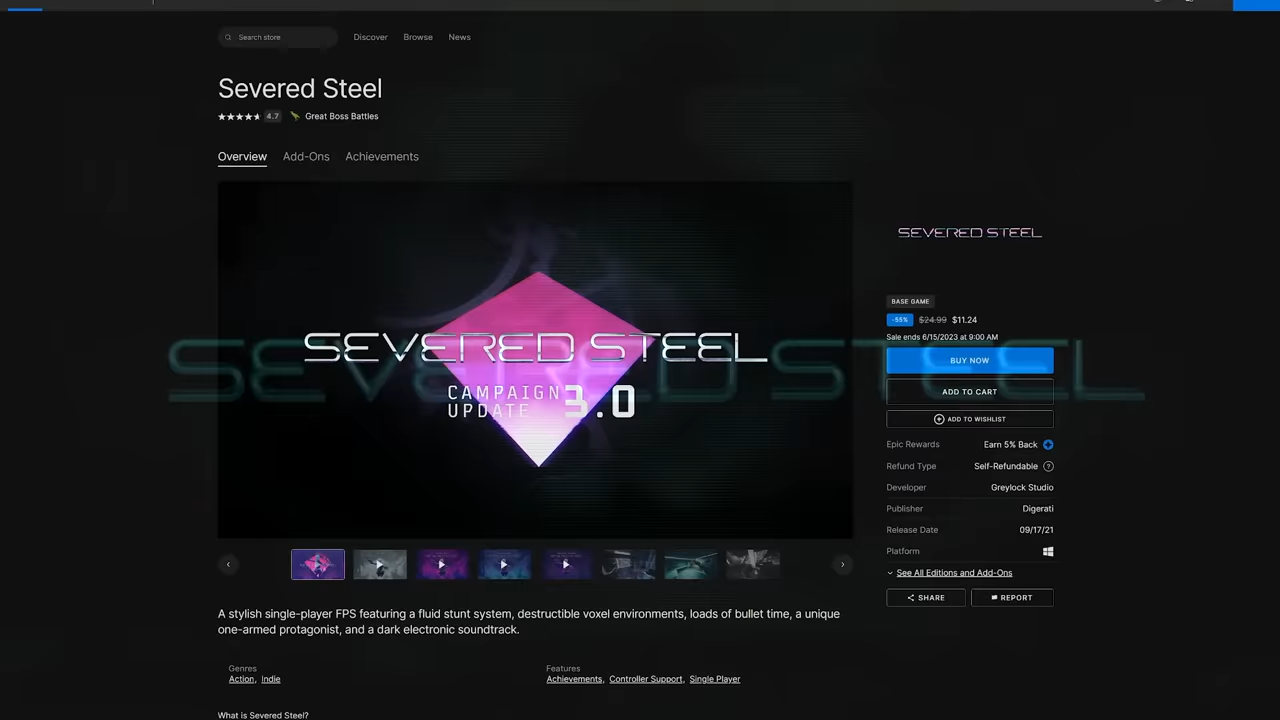 Search store
Discover
Browse
News
Severed Steel
4.7
Great Boss Battles
Overview
Add-Ons
Achievements
SEVERED STEEL
CAMPAIGN
UPDATE
3.0
SEVERED STEEL
SEVERED STEEL
BASE GAME
-55% $24.99 $11.24
Sale ends 6/15/2023 at 9:00 AM
BUY NOW
ADD TO CART
ADD TO WISHLIST
Epic Rewards Earn 5% Back
Refund Type Self-Refundable ?
Developer Greylock Studio
Publisher Digerati
Release Date 09/17/21
Platform
See All Editions and Add-Ons
SHARE
REPORT
A stylish single-player FPS featuring a fluid stunt system, destructible voxel environments, loads of bullet time, a unique
one-armed protagonist, and a dark electronic soundtrack.
Genres
Action, Indie
Features
Achievements, Controller Support, Single Player
What is Severed Steel?